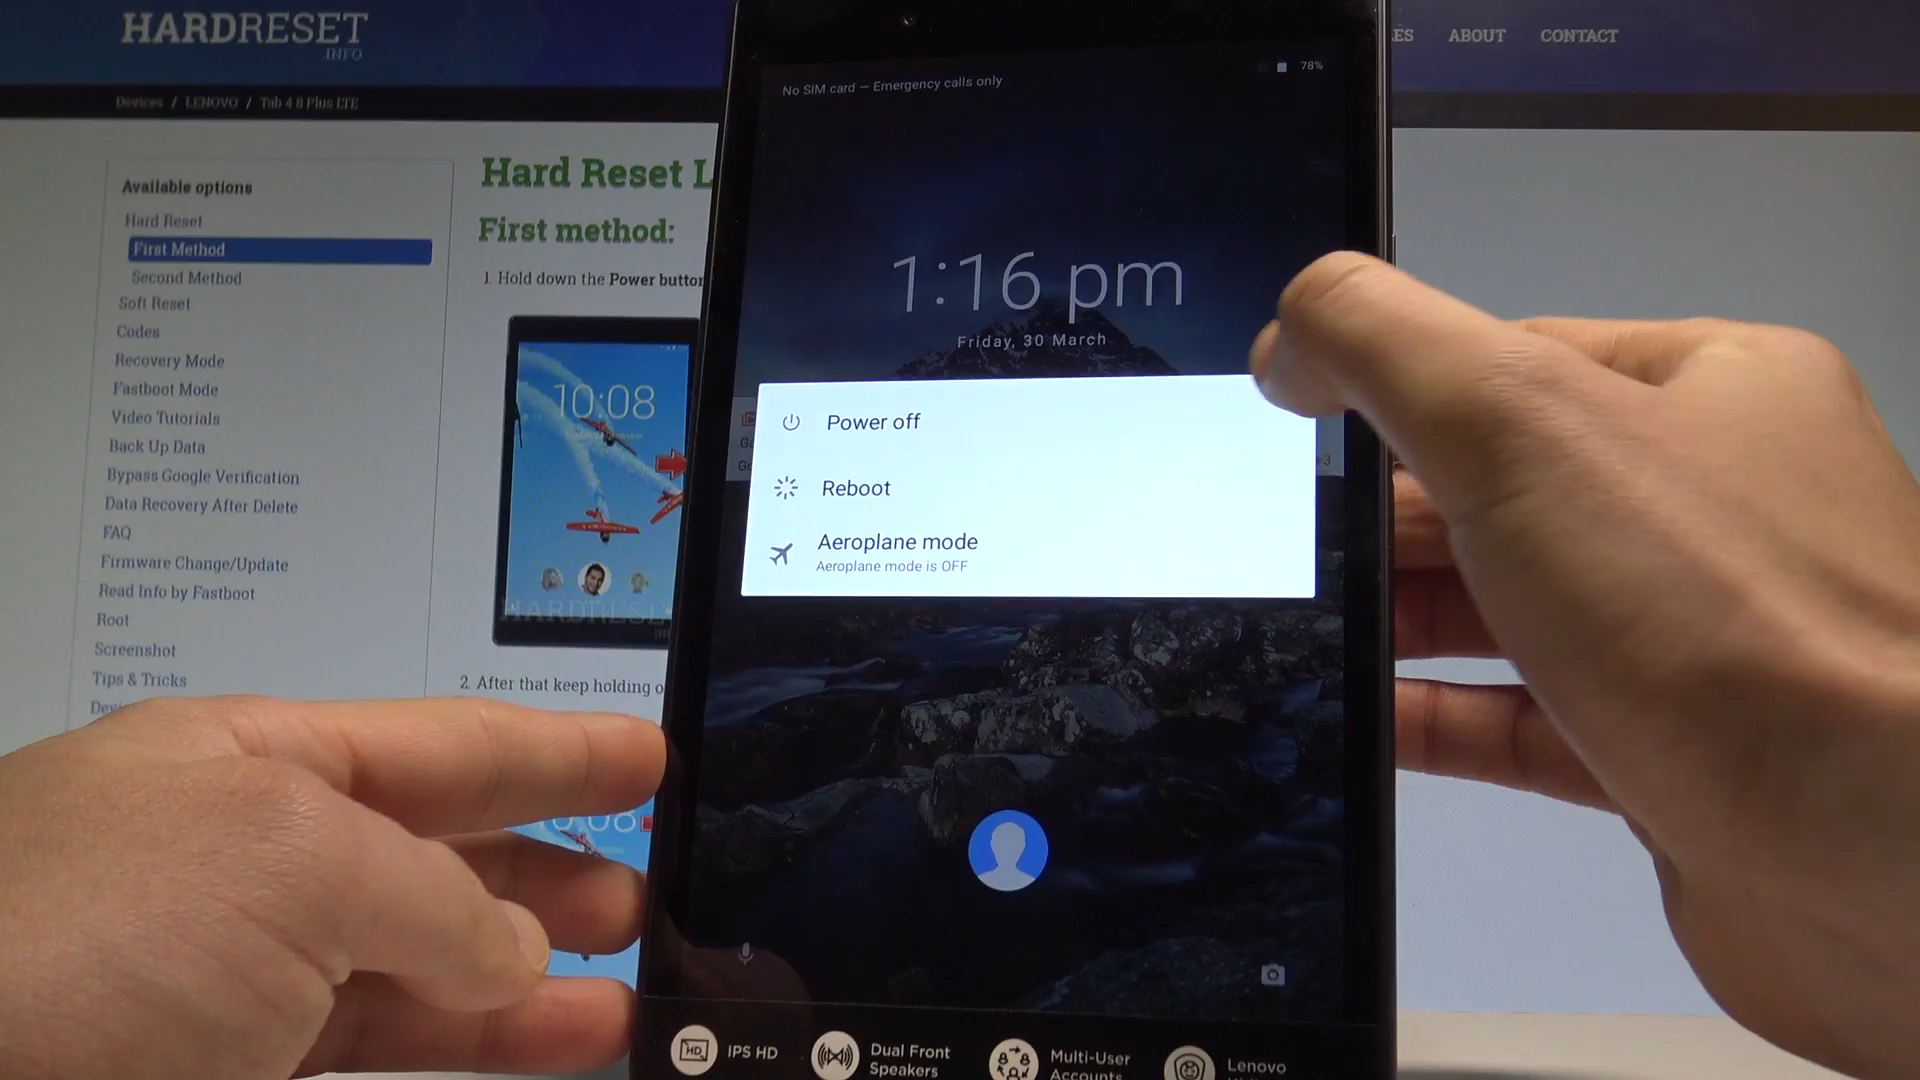 HARDRESET
.INFO
ABOUT
CONTACT
Devices / LENOVO / Tab 4 8 Plus LTE
Available options
Hard Reset
First Method
Second Method
Soft Reset
Codes
Recovery Mode
Fastboot Mode
Video Tutorials
Back Up Data
Bypass Google Verification
Data Recovery After Delete
FAQ
Firmware Change/Update
Read Info by Fastboot
Root
Screenshot
Tips & Tricks
Hard Reset L
First method:
1. Hold down the Power button
10:08
HARDRESET
2. After that keep holding
10:08
No SIM card — Emergency calls only
78%
1:16 pm
Friday, 30 March
Power off
Reboot
Aeroplane mode
Aeroplane mode is OFF
HD
IPS HD
Dual Front
Speakers
Multi-User
Accounts
Lenovo